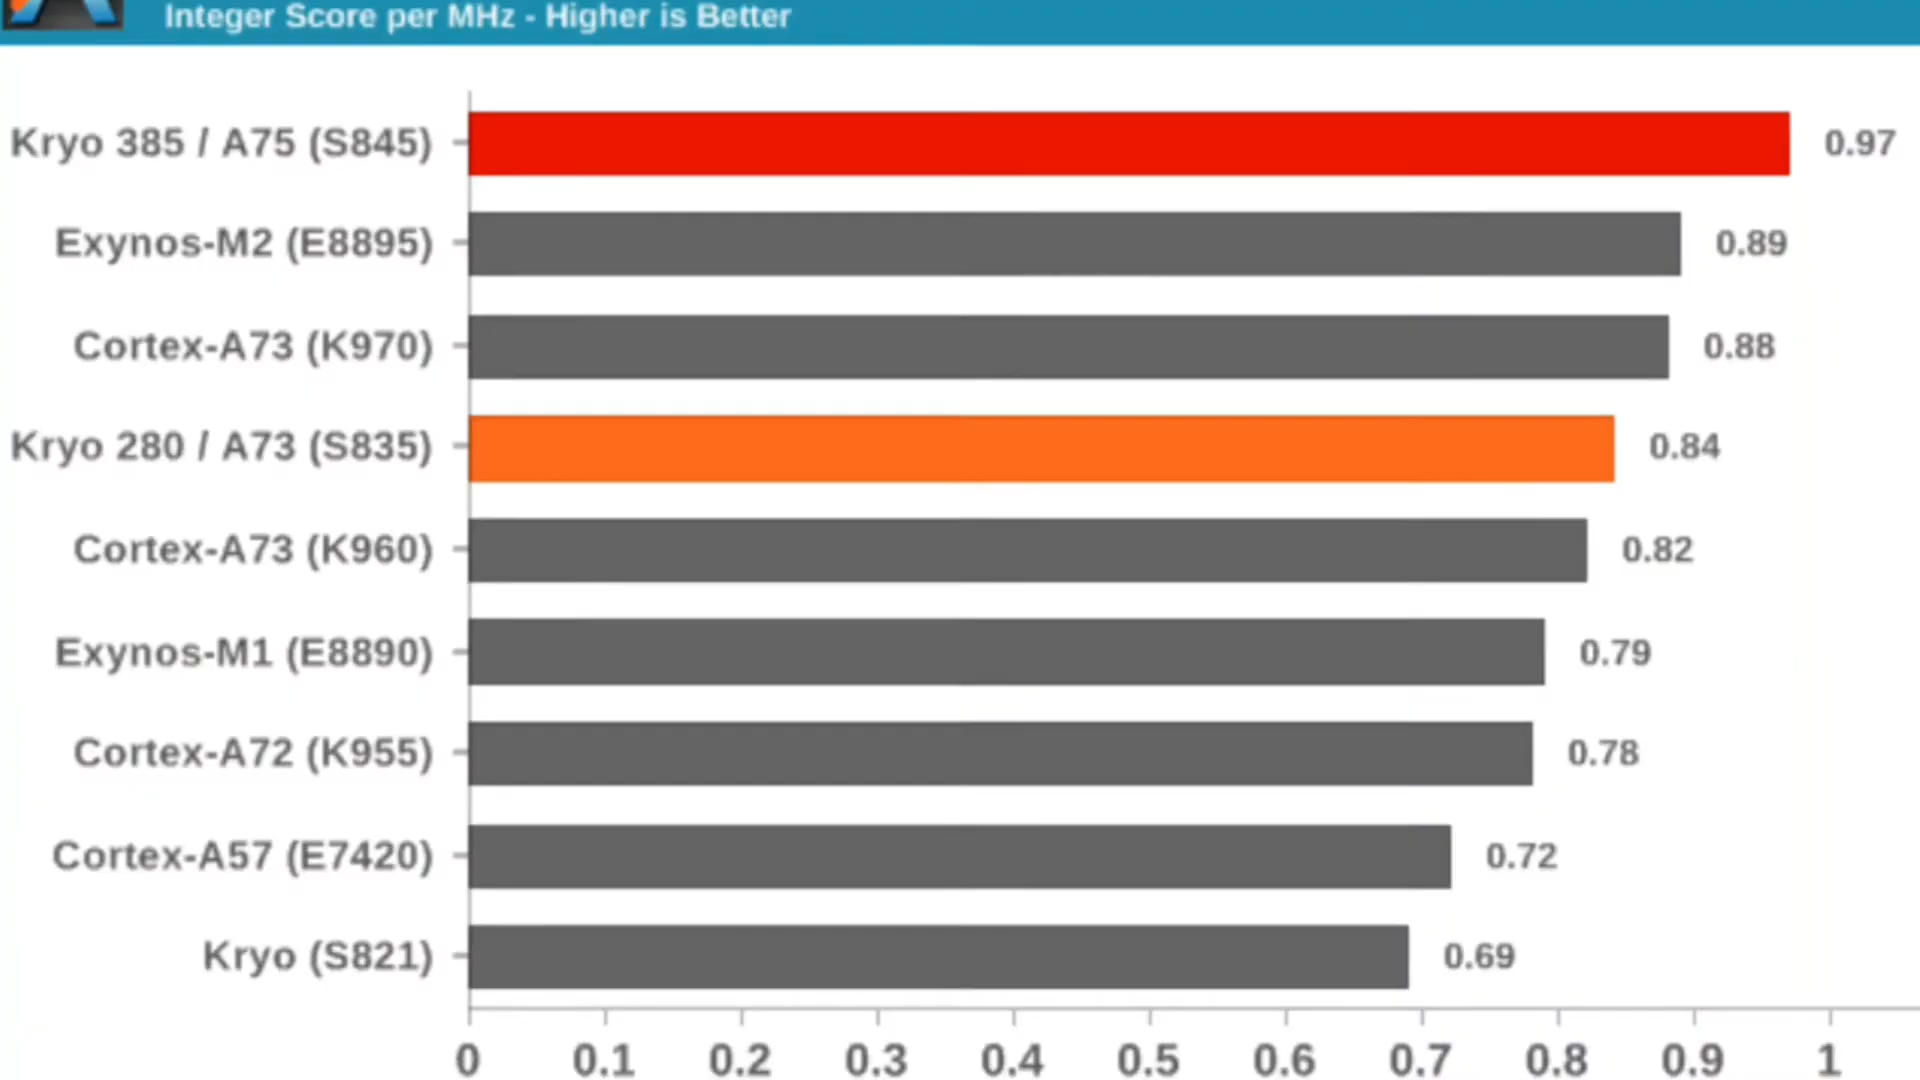 Integer Score per MHz - Higher is Better
Kryo 385 / A75 (S845) 0.97
Exynos-M2 (E8895) 0.89
Cortex-A73 (K970) 0.88
Kryo 280 / A73 (S835) 0.84
Cortex-A73 (K960) 0.82
Exynos-M1 (E8890) 0.79
Cortex-A72 (K955) 0.78
Cortex-A57 (E7420) 0.72
Kryo (S821) 0.69
0 0.1 0.2 0.3 0.4 0.5 0.6 0.7 0.8 0.9 1